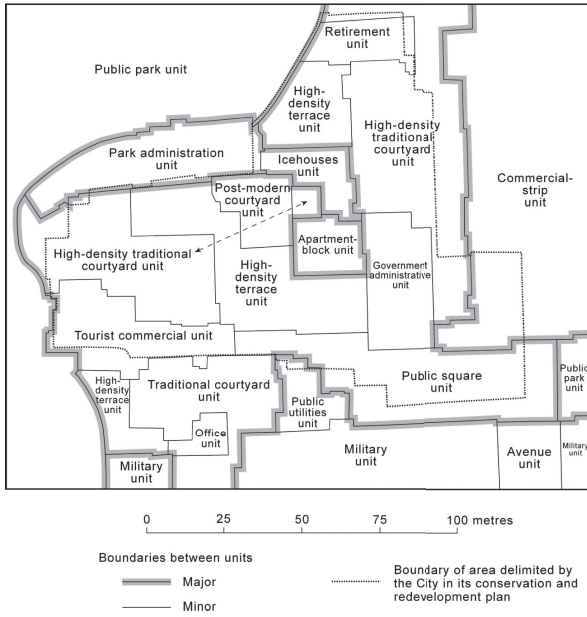 Retirement
unit
Public park unit
High-
density
terrace
unit
High-density
traditional
courtyard
unit
Park administration
unit
Icehouses
unit
Commercial-
strip
unit
Post-modern
courtyard
unit
High-density traditional
courtyard unit
Apartment-
block unit
High-
density
terrace
unit
Government
administrative
unit
Tourist commercial unit
High-
density
terrace
unit
Traditional courtyard
unit
Public square
unit
Public
park
unit
Public
utilities
unit
Office
unit
Military
unit
Military
unit
Avenue
unit
Military
unit
0 25 50 75 100 metres
Boundaries between units
Major
Minor
Boundary of area delimited by
the City in its conservation and
redevelopment plan